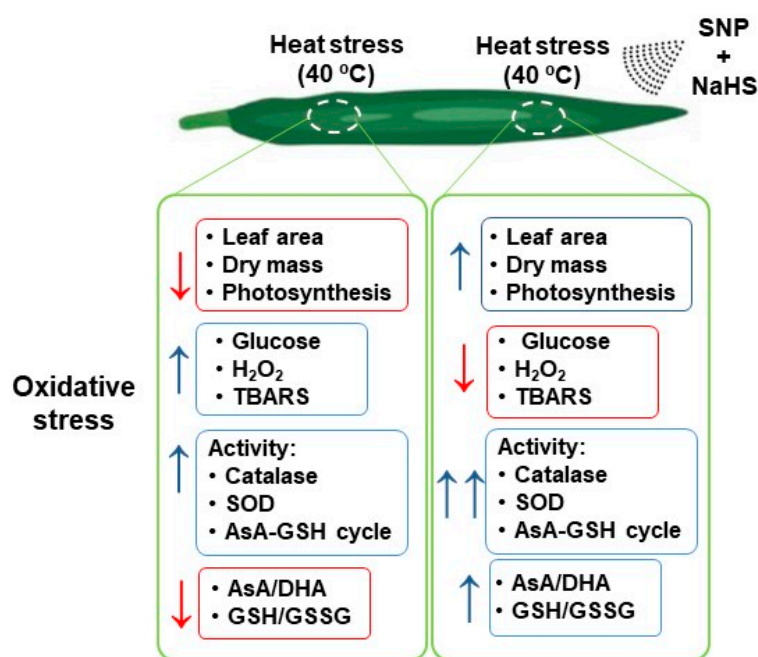 Heat stress
(40 ºC)
Heat stress
(40 ºC)
SNP
+
NaHS
Oxidative
stress
• Leaf area
• Dry mass
• Photosynthesis
• Glucose
• H₂O₂
• TBARS
Activity:
• Catalase
• SOD
• AsA-GSH cycle
• AsA/DHA
• GSH/GSSG
• Leaf area
• Dry mass
• Photosynthesis
• Glucose
• H₂O₂
• TBARS
Activity:
• Catalase
• SOD
• AsA-GSH cycle
• AsA/DHA
• GSH/GSSG